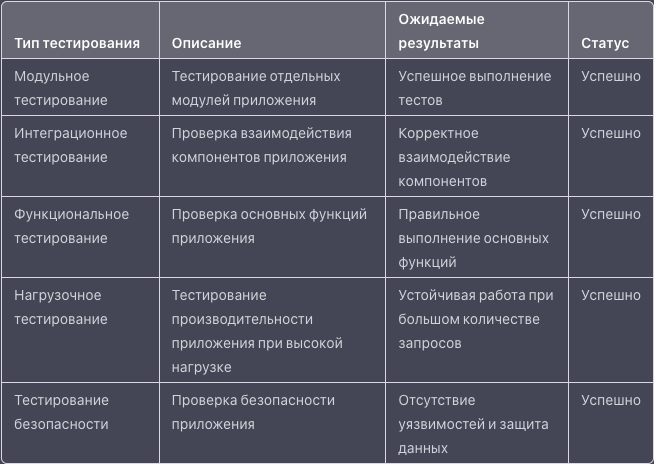 Тип тестирования Описание Ожидаемые результаты Статус
Модульное тестирование Тестирование отдельных модулей приложения Успешное выполнение тестов Успешно
Интеграционное тестирование Проверка взаимодействия компонентов приложения Корректное взаимодействие компонентов Успешно
Функциональное тестирование Проверка основных функций приложения Правильное выполнение основных функций Успешно
Нагрузочное тестирование Тестирование производительности приложения при высокой нагрузке Устойчивая работа при большом количестве запросов Успешно
Тестирование безопасности Проверка безопасности приложения Отсутствие уязвимостей и защита данных Успешно